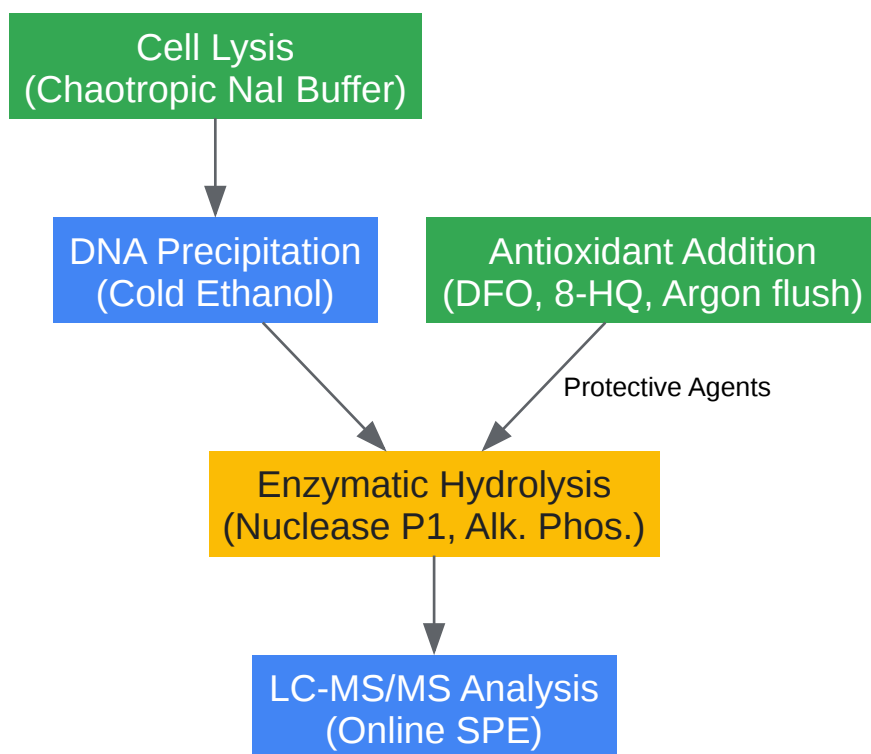 Cell Lysis
(Chaotropic NaI Buffer)
DNA Precipitation
(Cold Ethanol)
Antioxidant Addition
(DFO, 8-HQ, Argon flush)
Protective Agents
Enzymatic Hydrolysis
(Nuclease P1, Alk. Phos.)
LC-MS/MS Analysis
(Online SPE)